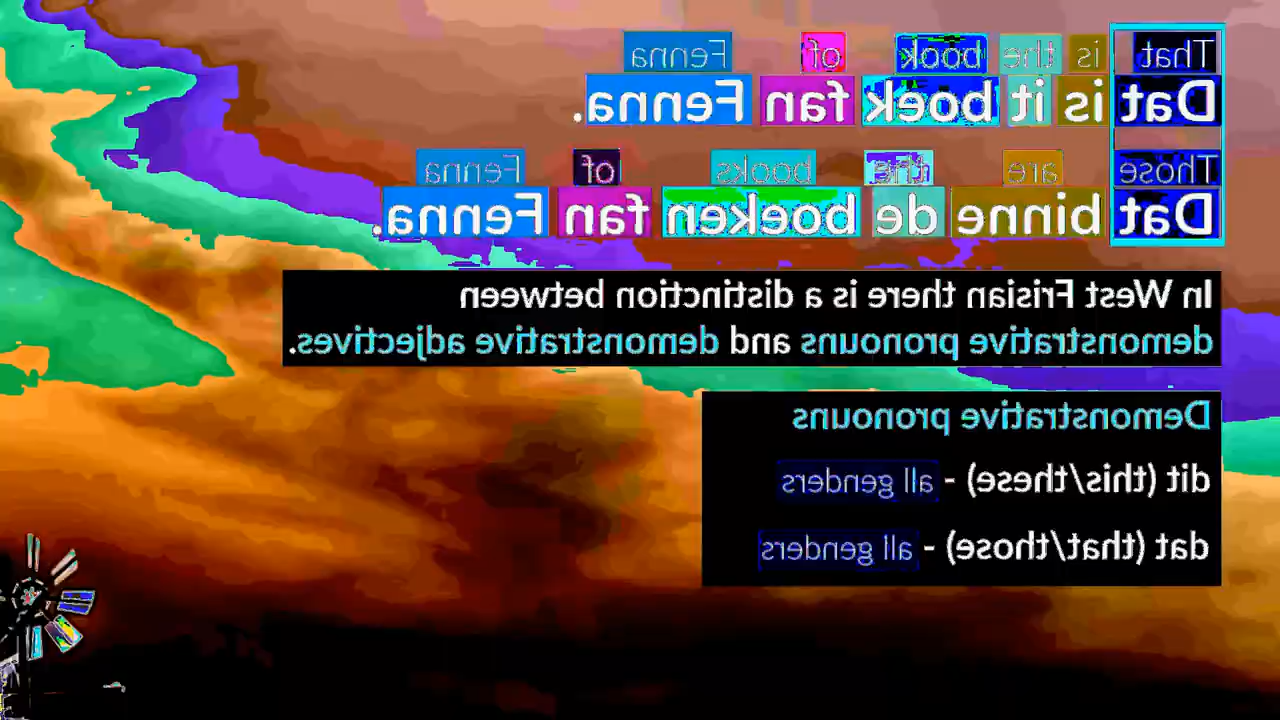 That is the book of Fenna
Dat is it boek fan Fenna.
Those are the books of Fenna
Dat binne de boeken fan Fenna.
In West Frisian there is a distinction between
demonstrative pronouns and demonstrative adjectives.
Demonstrative pronouns
dit (this/these) - all genders
dat (that/those) - all genders